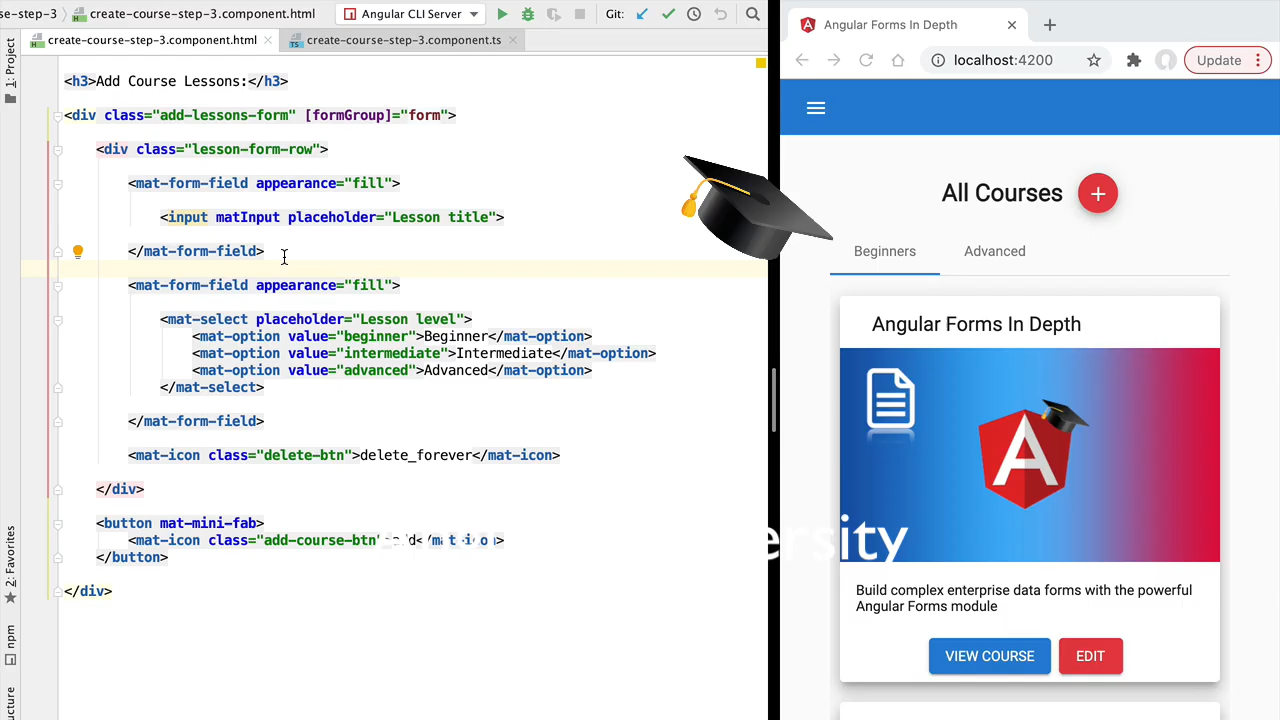 se-step-3
create-course-step-3.component.html
Angular CLI Server
Git:
create-course-step-3.component.html
create-course-step-3.component.ts
1: Project
2: Favorites
npm
<h3>Add Course Lessons:</h3>
<div class="add-lessons-form" [formGroup]="form">
<div class="lesson-form-row">
<mat-form-field appearance="fill">
<input matInput placeholder="Lesson title">
</mat-form-field>
<mat-form-field appearance="fill">
<mat-select placeholder="Lesson level">
<mat-option value="beginner">Beginner</mat-option>
<mat-option value="intermediate">Intermediate</mat-option>
<mat-option value="advanced">Advanced</mat-option>
</mat-select>
</mat-form-field>
<mat-icon class="delete-btn">delete_forever</mat-icon>
</div>
<button mat-mini-fab>
<mat-icon class="add-course-btn"
</button>
</div>
Angular Forms In Depth
localhost:4200
Update
All Courses
Beginners
Advanced
Angular Forms In Depth
A
ersity
Build complex enterprise data forms with the powerful
Angular Forms module
VIEW COURSE
EDIT